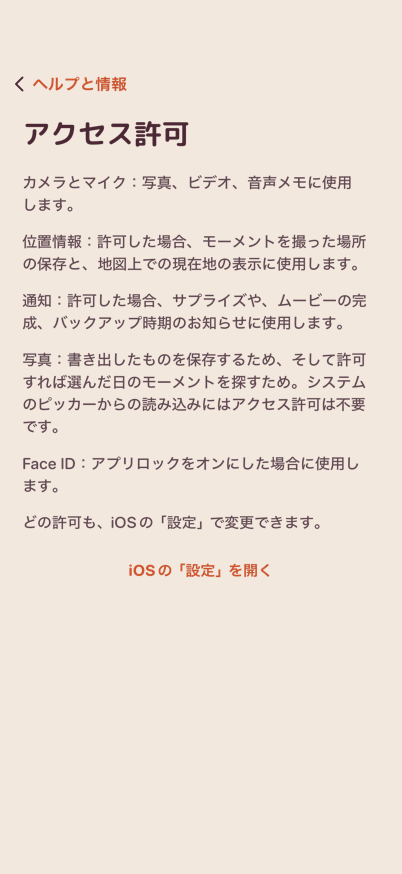 ヘルプと情報
アクセス許可
カメラとマイク：写真、ビデオ、音声メモに使用
します。
位置情報：許可した場合、モーメントを撮った場所
の保存と、地図上での現在地の表示に使用します。
通知：許可した場合、サプライズや、ムービーの完
成、バックアップ時期のお知らせに使用します。
写真：書き出したものを保存するため、そして許可
すれば選んだ日のモーメントを探すため。システム
のピッカーからの読み込みにはアクセス許可は不要
です。
Face ID：アプリロックをオンにした場合に使用し
ます。
どの許可も、iOSの「設定」で変更できます。
iOSの「設定」を開く